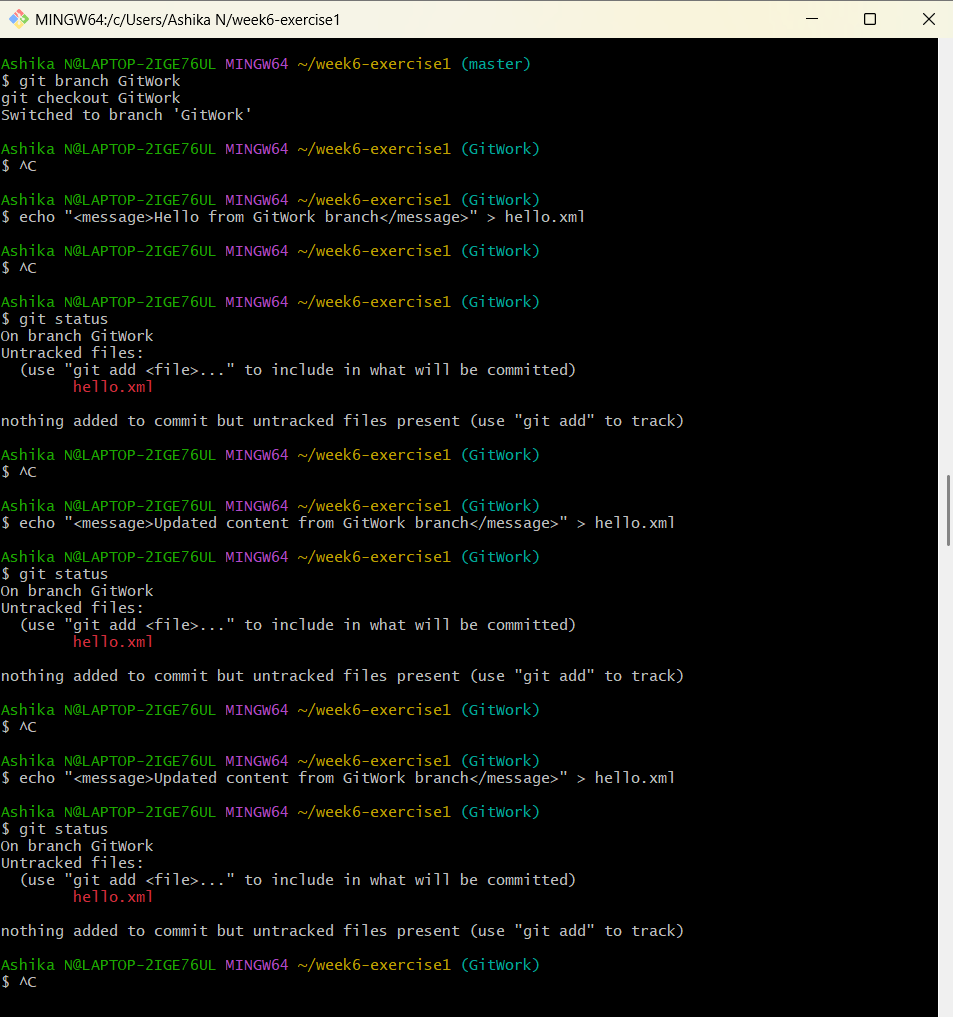 MINGW64:/c/Users/Ashika N/week6-exercise1
Ashika N@LAPTOP-2IGE76UL MINGW64 ~/week6-exercise1 (master)
$ git branch GitWork
git checkout GitWork
Switched to branch 'GitWork'
Ashika N@LAPTOP-2IGE76UL MINGW64 ~/week6-exercise1 (GitWork)
$ ^C
Ashika N@LAPTOP-2IGE76UL MINGW64 ~/week6-exercise1 (GitWork)
$ echo "<message>Hello from GitWork branch</message>" > hello.xml
Ashika N@LAPTOP-2IGE76UL MINGW64 ~/week6-exercise1 (GitWork)
$ ^C
Ashika N@LAPTOP-2IGE76UL MINGW64 ~/week6-exercise1 (GitWork)
$ git status
On branch GitWork
Untracked files:
  (use "git add <file>..." to include in what will be committed)
        hello.xml
nothing added to commit but untracked files present (use "git add" to track)
Ashika N@LAPTOP-2IGE76UL MINGW64 ~/week6-exercise1 (GitWork)
$ ^C
Ashika N@LAPTOP-2IGE76UL MINGW64 ~/week6-exercise1 (GitWork)
$ echo "<message>Updated content from GitWork branch</message>" > hello.xml
Ashika N@LAPTOP-2IGE76UL MINGW64 ~/week6-exercise1 (GitWork)
$ git status
On branch GitWork
Untracked files:
  (use "git add <file>..." to include in what will be committed)
        hello.xml
nothing added to commit but untracked files present (use "git add" to track)
Ashika N@LAPTOP-2IGE76UL MINGW64 ~/week6-exercise1 (GitWork)
$ ^C
Ashika N@LAPTOP-2IGE76UL MINGW64 ~/week6-exercise1 (GitWork)
$ echo "<message>Updated content from GitWork branch</message>" > hello.xml
Ashika N@LAPTOP-2IGE76UL MINGW64 ~/week6-exercise1 (GitWork)
$ git status
On branch GitWork
Untracked files:
  (use "git add <file>..." to include in what will be committed)
        hello.xml
nothing added to commit but untracked files present (use "git add" to track)
Ashika N@LAPTOP-2IGE76UL MINGW64 ~/week6-exercise1 (GitWork)
$ ^C